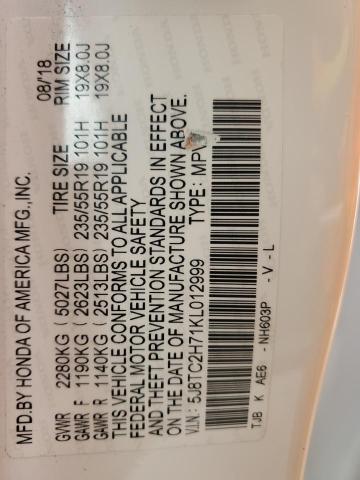 MFD.BY HONDA OF AMERICA MFG.,INC. 08/'18
GVWR 2280KG (5027LBS) TIRE SIZE RIM SIZE
GAWR F 1190KG (2623LBS) 235/55R19 101H 19X8.0J
GAWR R 1140KG (2513LBS) 235/55R19 101H 19X8.0J
THIS VEHICLE CONFORMS TO ALL APPLICABLE
FEDERAL MOTOR VEHICLE SAFETY
AND THEFT PREVENTION STANDARDS IN EFFECT
ON THE DATE OF MANUFACTURE SHOWN ABOVE.
V.I.N.: 5J8TC2H71KL012999 TYPE: MPV
TJB K AE6 - NH603P - V - L